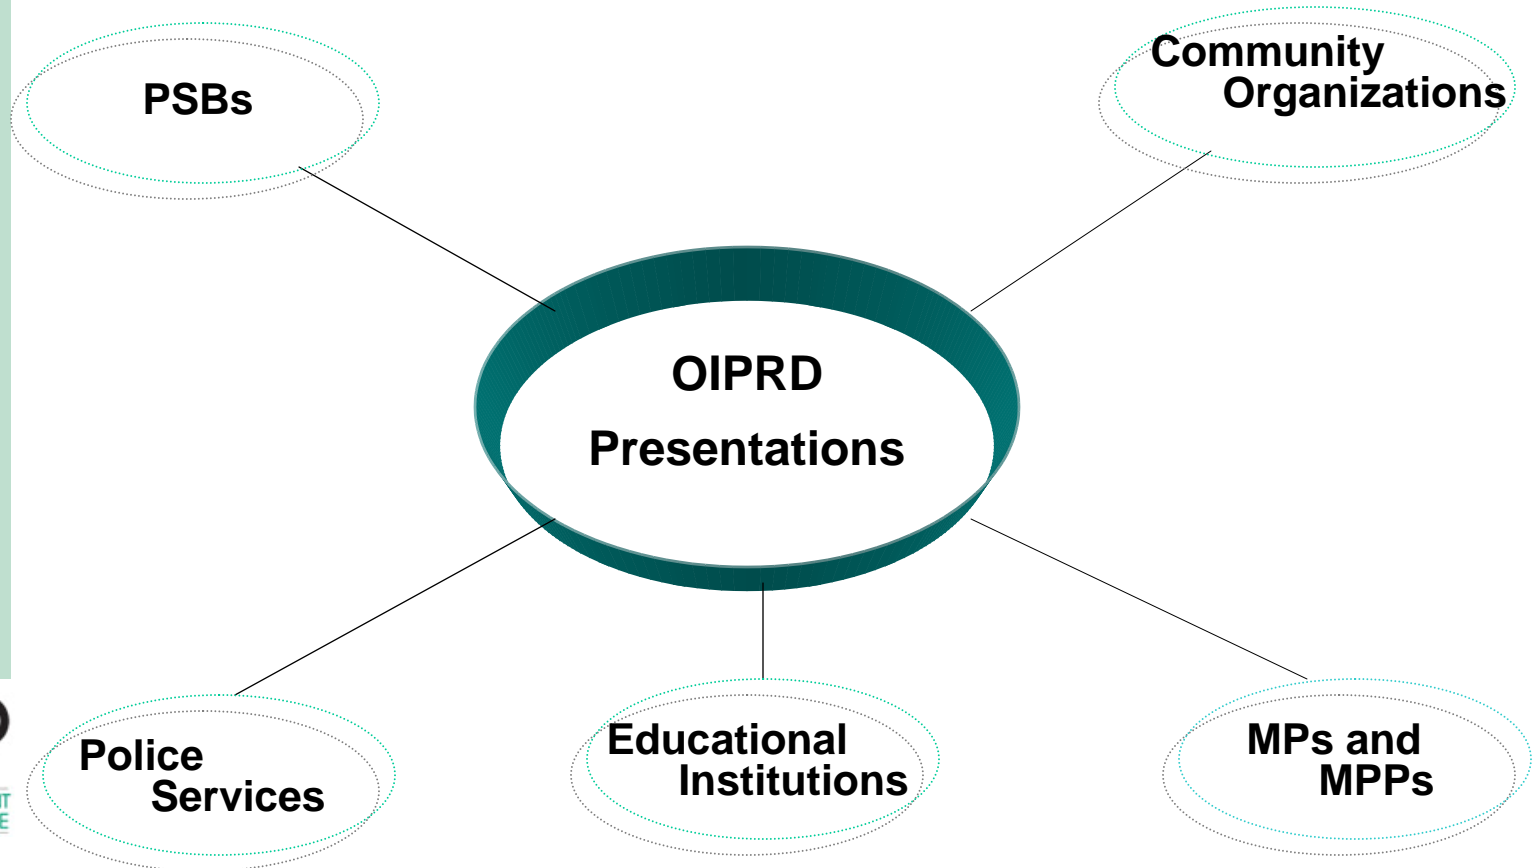 PSBs
Community
Organizations
OIPRD
Presentations
Police
Services
Educational
Institutions
MPs and
MPPs